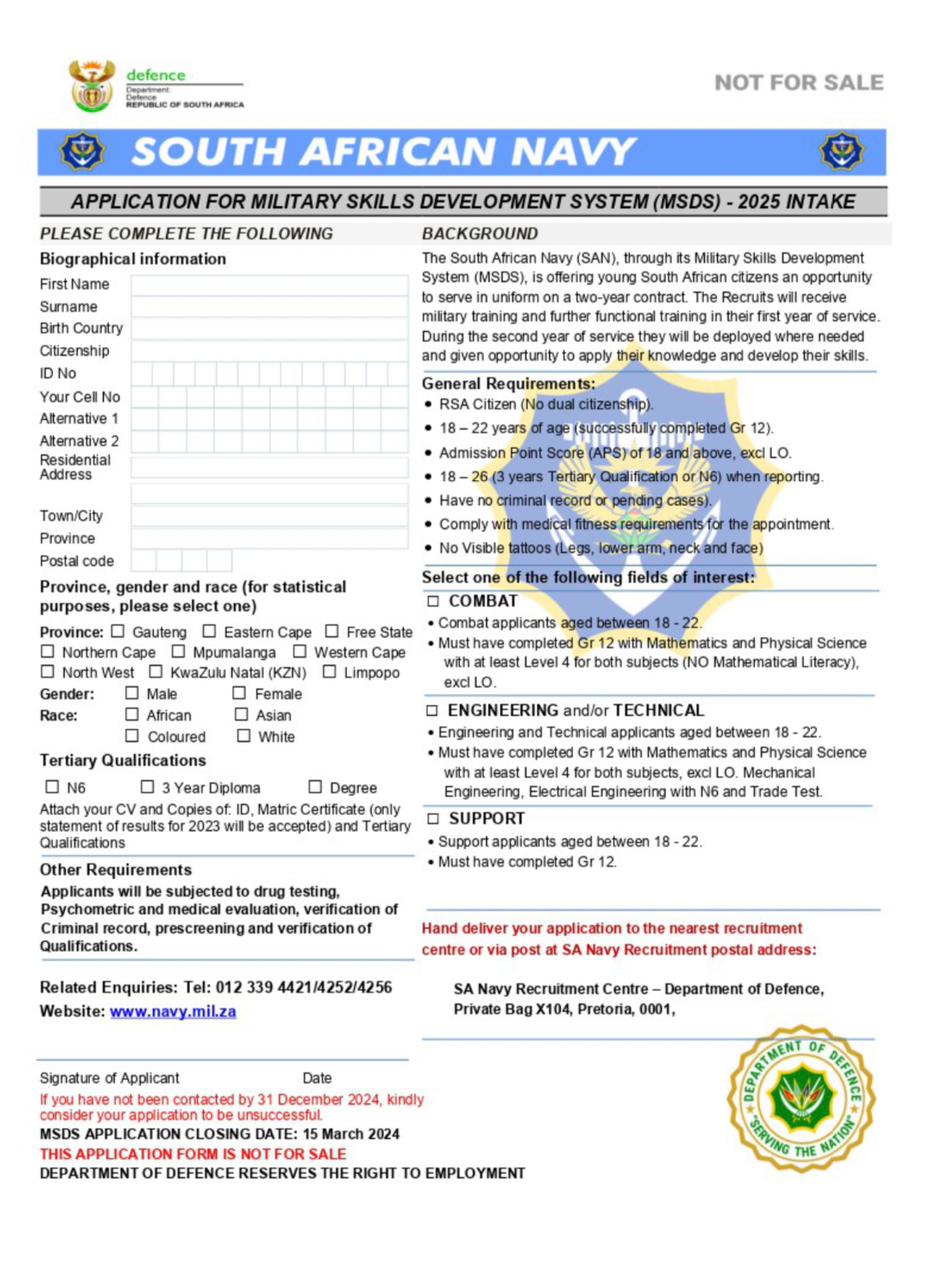 defence
Department:
Defence
REPUBLIC OF SOUTH AFRICA
NOT FOR SALE
SOUTH AFRICAN NAVY
APPLICATION FOR MILITARY SKILLS DEVELOPMENT SYSTEM (MSDS) - 2025 INTAKE
PLEASE COMPLETE THE FOLLOWING
Biographical information
First Name
Surname
Birth Country
Citizenship
ID No
Your Cell No
Alternative 1
Alternative 2
Residential
Address
Town/City
Province
Postal code
Province, gender and race (for statistical
purposes, please select one)
Province: ☐ Gauteng ☐ Eastern Cape ☐ Free State
☐ Northern Cape ☐ Mpumalanga ☐ Western Cape
☐ North West ☐ KwaZulu Natal (KZN) ☐ Limpopo
Gender: ☐ Male ☐ Female
Race: ☐ African ☐ Asian
☐ Coloured ☐ White
Tertiary Qualifications
☐ N6 ☐ 3 Year Diploma ☐ Degree
Attach your CV and Copies of: ID, Matric Certificate (only
statement of results for 2023 will be accepted) and Tertiary
Qualifications
Other Requirements
Applicants will be subjected to drug testing,
Psychometric and medical evaluation, verification of
Criminal record, prescreening and verification of
Qualifications.
Related Enquiries: Tel: 012 339 4421/4252/4256
Website: www.navy.mil.za
BACKGROUND
The South African Navy (SAN), through its Military Skills Development
System (MSDS), is offering young South African citizens an opportunity
to serve in uniform on a two-year contract. The Recruits will receive
military training and further functional training in their first year of service.
During the second year of service they will be deployed where needed
and given opportunity to apply their knowledge and develop their skills.
General Requirements:
• RSA Citizen (No dual citizenship).
• 18 – 22 years of age (successfully completed Gr 12).
• Admission Point Score (APS) of 18 and above, excl LO.
• 18 – 26 (3 years Tertiary Qualification or N6) when reporting.
• Have no criminal record or pending cases).
• Comply with medical fitness requirements for the appointment.
• No Visible tattoos (Legs, lower arm, neck and face)
Select one of the following fields of interest:
☐ COMBAT
• Combat applicants aged between 18 - 22.
• Must have completed Gr 12 with Mathematics and Physical Science
with at least Level 4 for both subjects (NO Mathematical Literacy),
excl LO.
☐ ENGINEERING and/or TECHNICAL
• Engineering and Technical applicants aged between 18 - 22.
• Must have completed Gr 12 with Mathematics and Physical Science
with at least Level 4 for both subjects, excl LO. Mechanical
Engineering, Electrical Engineering with N6 and Trade Test.
☐ SUPPORT
• Support applicants aged between 18 - 22.
• Must have completed Gr 12.
Hand deliver your application to the nearest recruitment
centre or via post at SA Navy Recruitment postal address:
SA Navy Recruitment Centre – Department of Defence,
Private Bag X104, Pretoria, 0001,
Signature of Applicant Date
If you have not been contacted by 31 December 2024, kindly
consider your application to be unsuccessful.
MSDS APPLICATION CLOSING DATE: 15 March 2024
THIS APPLICATION FORM IS NOT FOR SALE
DEPARTMENT OF DEFENCE RESERVES THE RIGHT TO EMPLOYMENT
DEPARTMENT OF DEFENCE
"SERVING THE NATION"